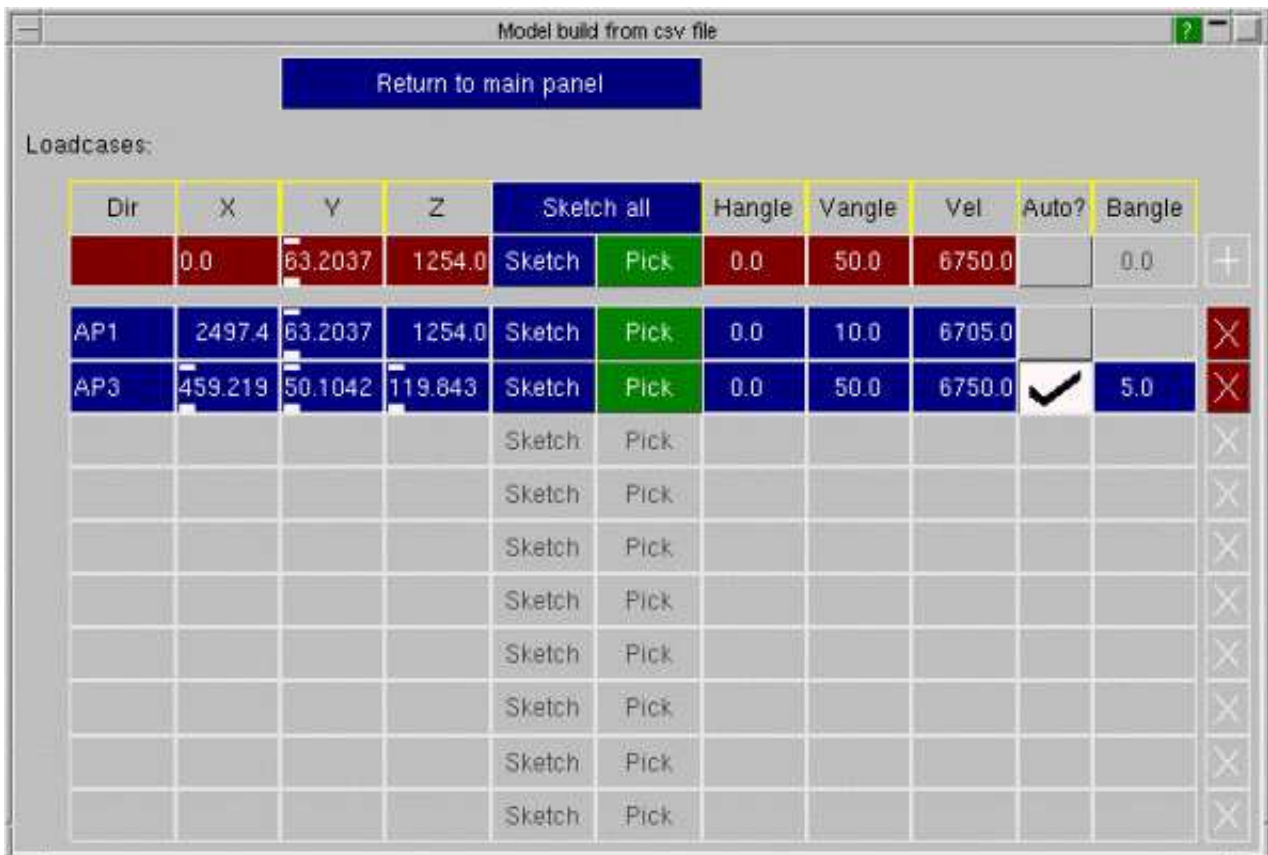 Model build from csv file ?
Return to main panel
Loadcases:
Dir X Y Z Sketch all Hangle Vangle Vel Auto? Bangle
0.0 63.2037 1254.0 Sketch Pick 0.0 50.0 6750.0 0.0 +
AP1 2497.4 63.2037 1254.0 Sketch Pick 0.0 10.0 6705.0 X
AP3 459.219 50.1042 119.843 Sketch Pick 0.0 50.0 6750.0 5.0 X
Sketch Pick X
Sketch Pick X
Sketch Pick X
Sketch Pick X
Sketch Pick X
Sketch Pick X
Sketch Pick X
Sketch Pick X